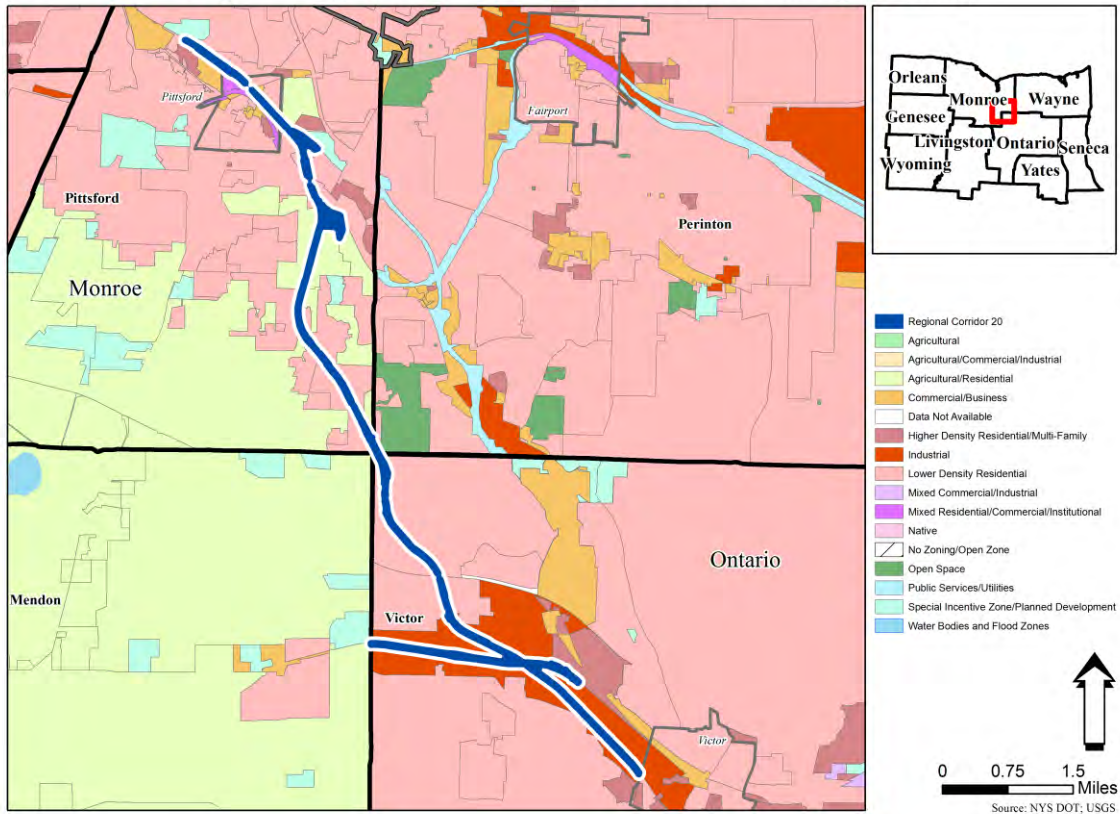 Pittsford
Fairport
Pittsford
Perinton
Monroe
Ontario
Mendon
Victor
Victor
Orleans
Monroe
Wayne
Genesee
Livingston
Ontario
Seneca
Wyoming
Yates
Regional Corridor 20
Agricultural
Agricultural/Commercial/Industrial
Agricultural/Residential
Commercial/Business
Data Not Available
Higher Density Residential/Multi-Family
Industrial
Lower Density Residential
Mixed Commercial/Industrial
Mixed Residential/Commercial/Institutional
Native
No Zoning/Open Zone
Open Space
Public Services/Utilities
Special Incentive Zone/Planned Development
Water Bodies and Flood Zones
0 0.75 1.5
Miles
Source: NYS DOT; USGS